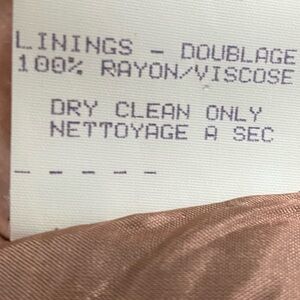 LININGS - DOUBLAGE
100% RAYON/VISCOSE
DRY CLEAN ONLY
NETTOYAGE A SEC